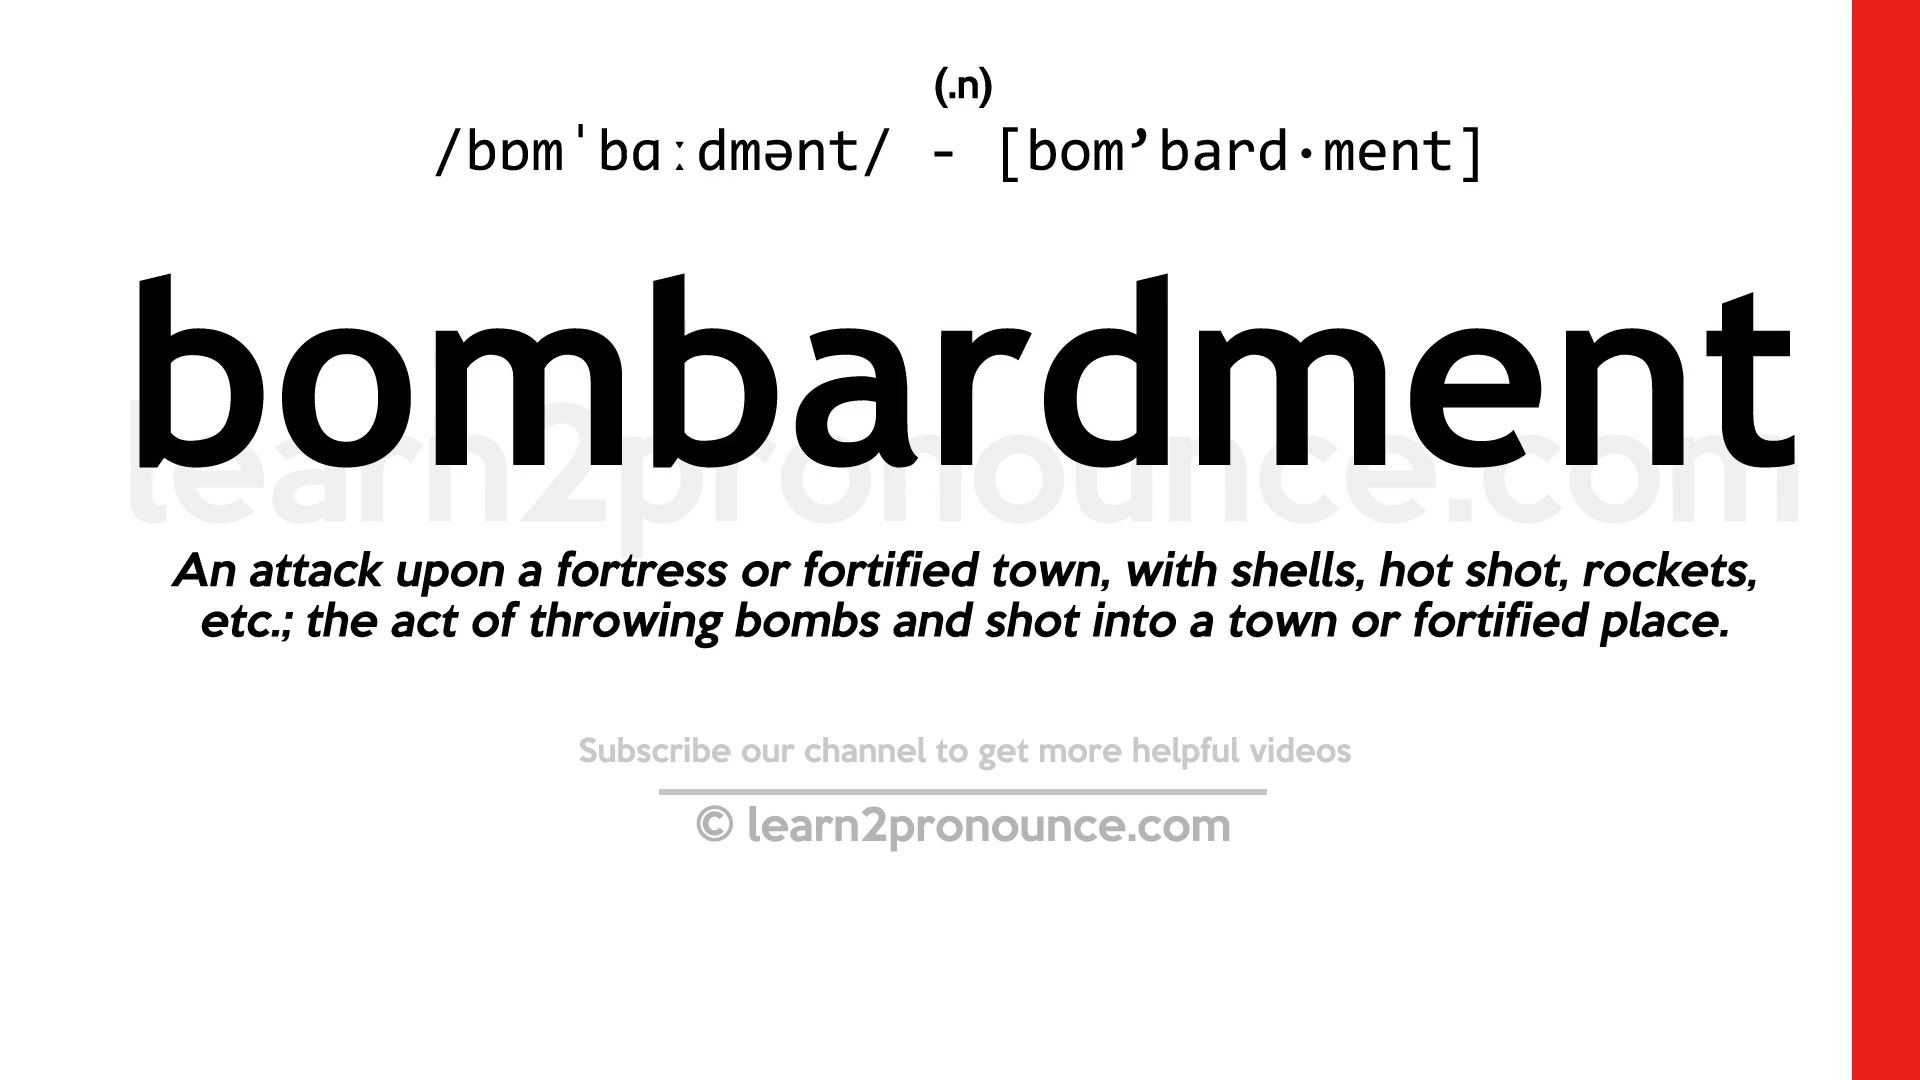 (.n)
/bɒmˈbɑːdmənt/ - [bom’bard·ment]
bombardment
learn2pronounce.com
An attack upon a fortress or fortified town, with shells, hot shot, rockets,
etc.; the act of throwing bombs and shot into a town or fortified place.
Subscribe our channel to get more helpful videos
© learn2pronounce.com